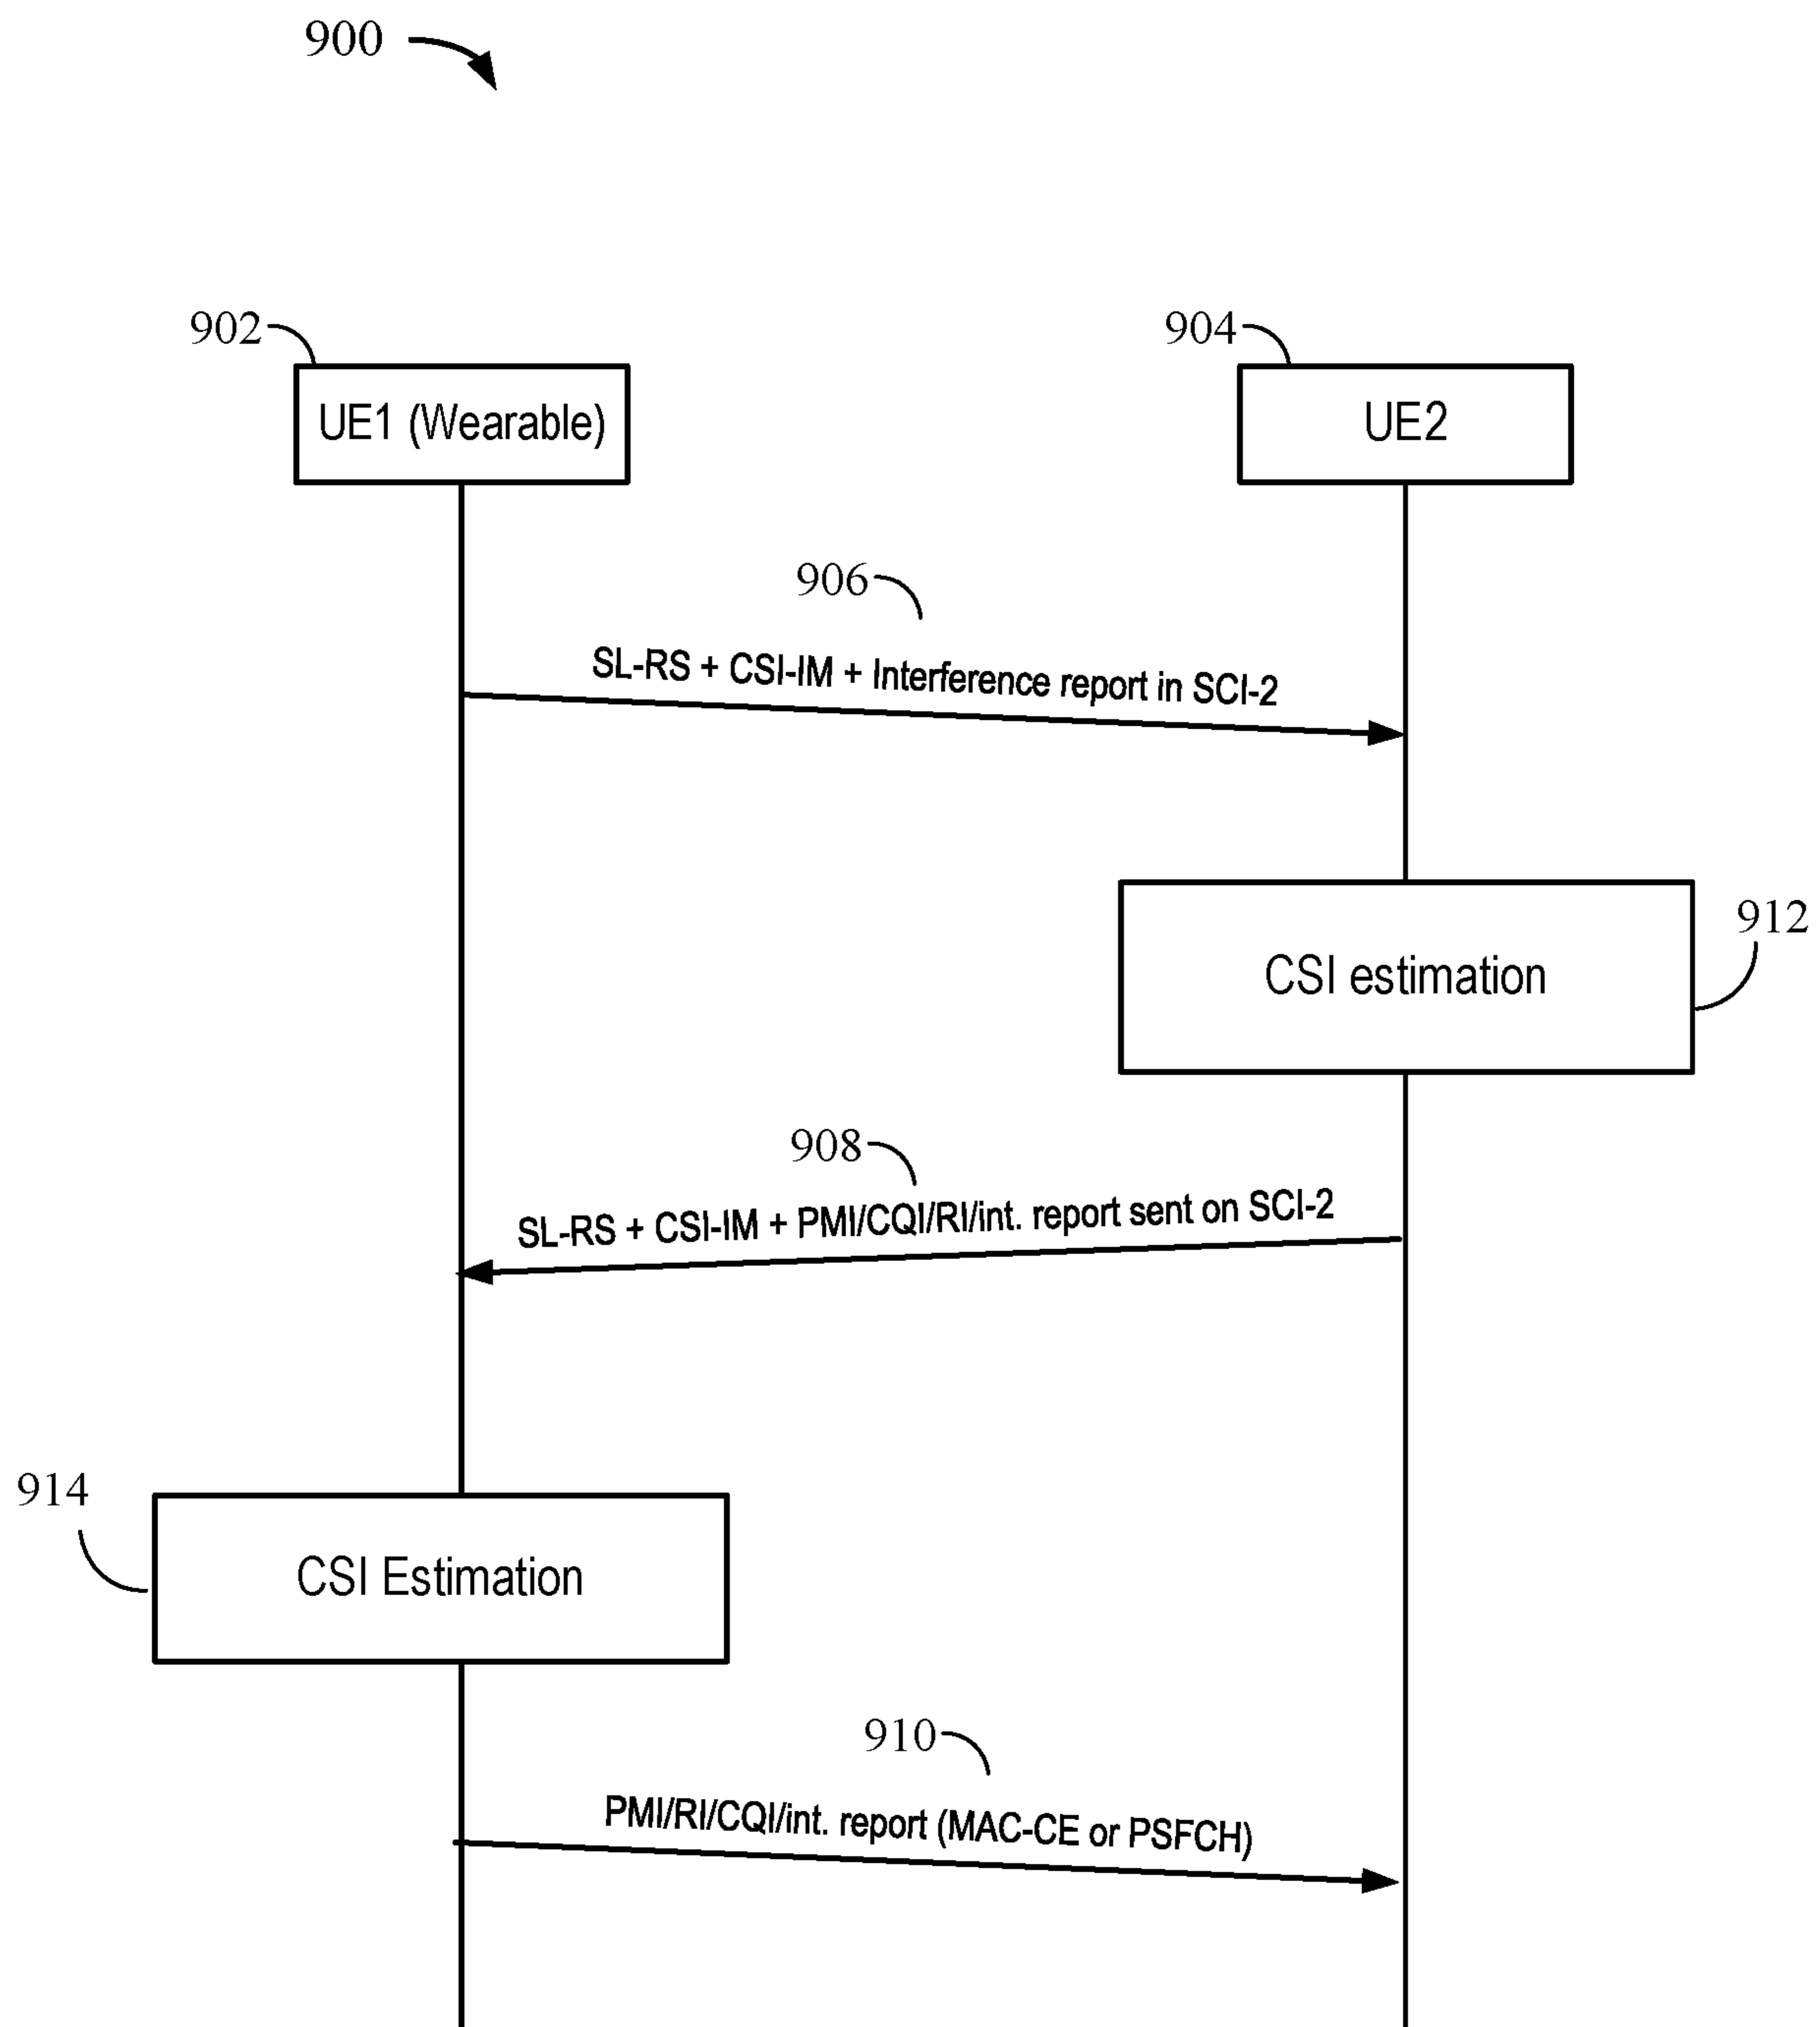 900
902
904
UE1 (Wearable)
UE2
906
SL-RS + CSI-IM + Interference report in SCI-2
912
CSI estimation
908
SL-RS + CSI-IM + PMI/CQI/RI/int. report sent on SCI-2
914
CSI Estimation
910
PMI/RI/CQI/int. report (MAC-CE or PSFCH)